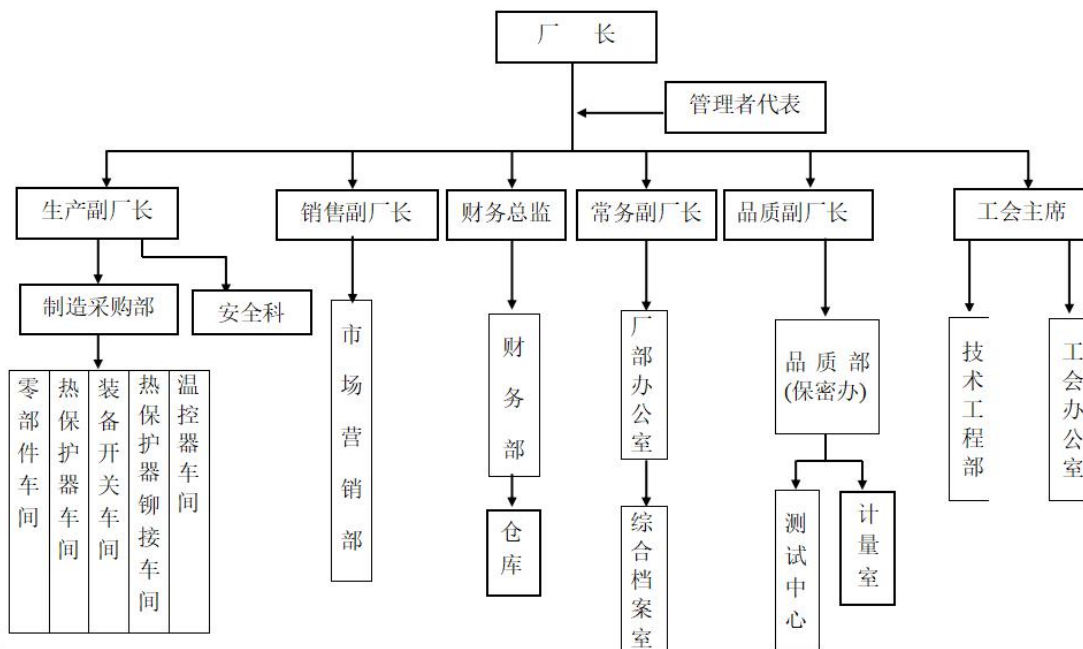 厂 长
管理者代表
生产副厂长
销售副厂长
财务总监
常务副厂长
品质副厂长
工会主席
制造采购部
安全科
市场营销部
财务部
厂部办公室
品质部
(保密办)
技术工程部
工会办公室
零部件车间
热保护器车间
装备开关车间
热保护器铆接车间
温控器车间
仓库
综合档案室
测试中心
计量室